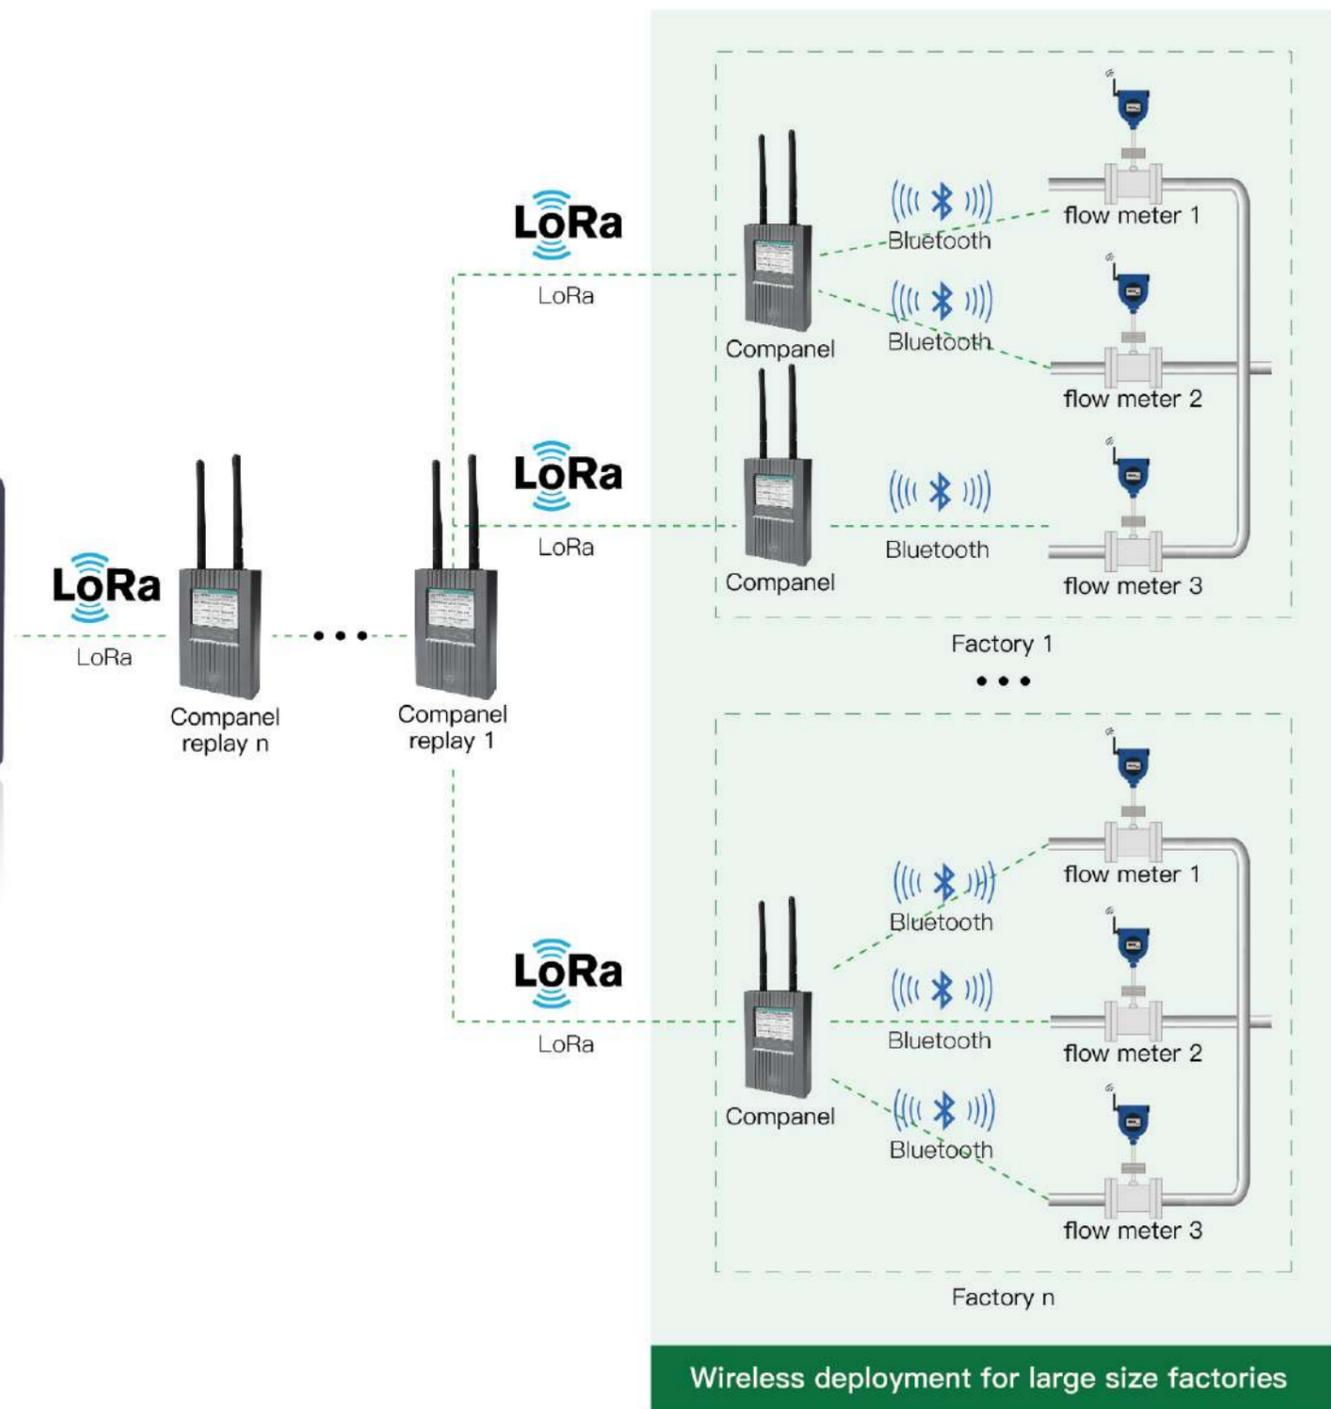 LoRa
LoRa
Companel
replay n
Companel
replay 1
LoRa
LoRa
LoRa
LoRa
LoRa
LoRa
Companel
Bluetooth
flow meter 1
Bluetooth
flow meter 2
Companel
Bluetooth
flow meter 3
Factory 1
Companel
Bluetooth
flow meter 1
Bluetooth
flow meter 2
Bluetooth
flow meter 3
Factory n
Wireless deployment for large size factories